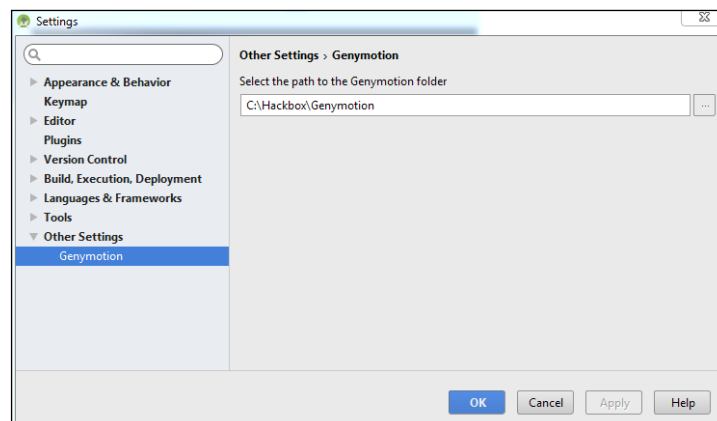 Settings
Other Settings › Genymotion
Select the path to the Genymotion folder
C:\Hackbox\Genymotion
...
Appearance & Behavior
Keymap
Editor
Plugins
Version Control
Build, Execution, Deployment
Languages & Frameworks
Tools
Other Settings
Genymotion
OK
Cancel
Apply
Help